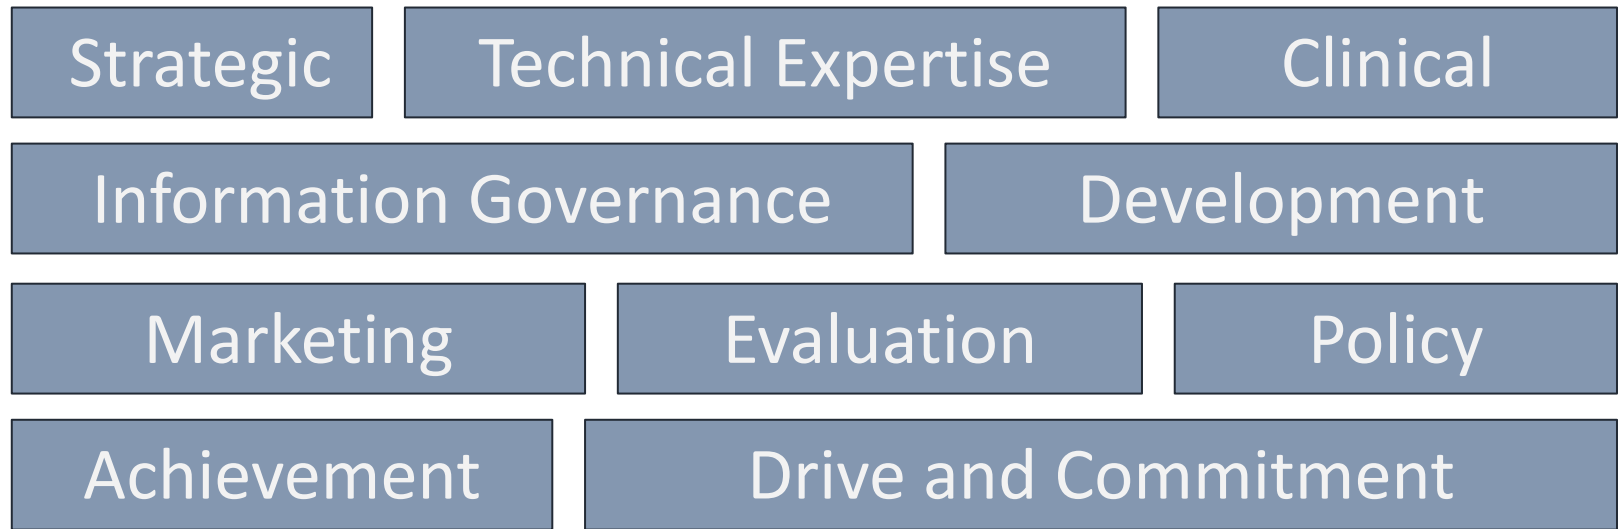 Strategic Technical Expertise Clinical
Information Governance Development
Marketing Evaluation Policy
Achievement Drive and Commitment